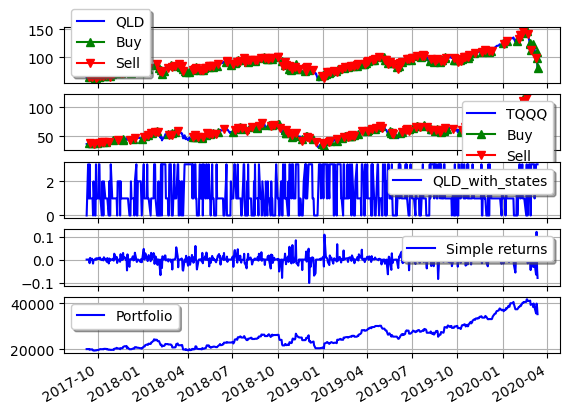 150
100
QLD
Buy
Sell
100
50
TQQQ
Buy
Sell
2
0
QLD_with_states
0.1
0.0
−0.1
Simple returns
40000
20000
Portfolio
2017-10
2018-01
2018-04
2018-07
2018-10
2019-01
2019-04
2019-07
2019-10
2020-01
2020-04